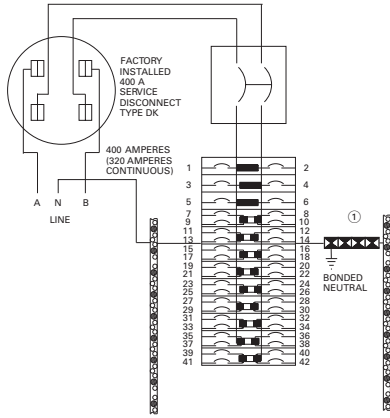 FACTORY
INSTALLED
400 A
SERVICE
DISCONNECT
TYPE DK
400 AMPERES
(320 AMPERES
CONTINUOUS)
A N B
LINE
1 2
3 4
5 6
7 8
9 10
11 12
13 14
15 16
17 18
19 20
21 22
23 24
25 26
27 28
29 30
31 32
33 34
35 36
37 38
39 40
41 42
①
BONDED
NEUTRAL